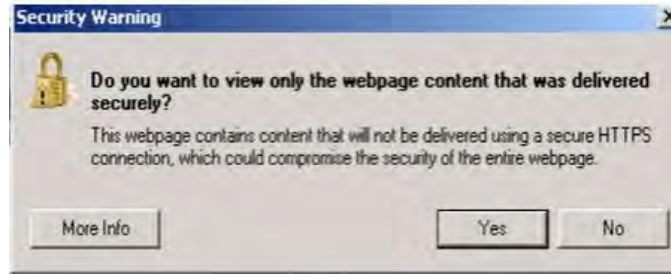 Security Warning
Do you want to view only the webpage content that was delivered
securely?
This webpage contains content that will not be delivered using a secure HTTPS
connection, which could compromise the security of the entire webpage.
More Info
Yes
No